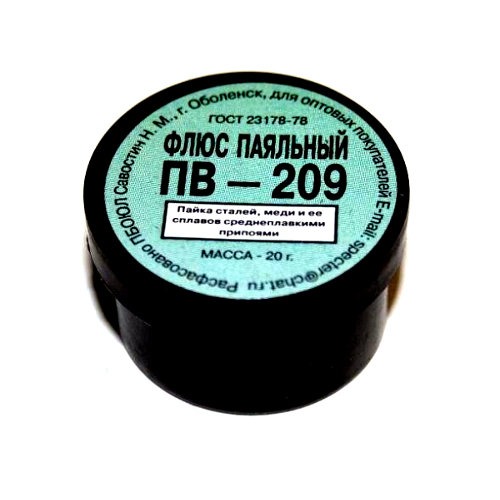 Расфасовано ПБОЮЛ Савостин Н. М., г. Оболенск, для оптовых покупателей E-mail: specter@chat.ru
ГОСТ 23178-78
ФЛЮС ПАЯЛЬНЫЙ
ПВ – 209
Пайка сталей, меди и ее
сплавов среднеплавкими
припоями
МАССА - 20 г.